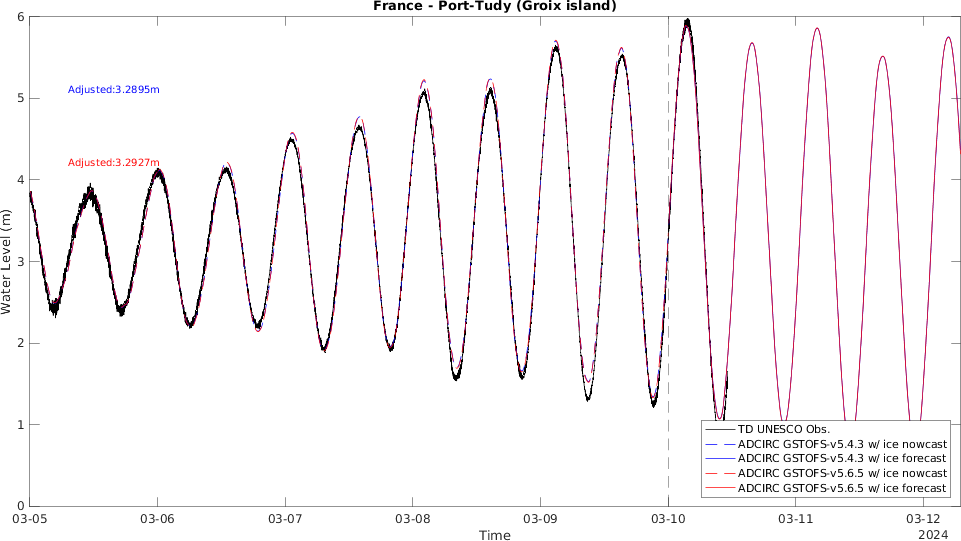 France - Port-Tudy (Groix island)
6
5
4
3
2
1
0
Water Level (m)
Adjusted:3.2895m
Adjusted:3.2927m
TD UNESCO Obs.
ADCIRC GSTOFS-v5.4.3 w/ ice nowcast
ADCIRC GSTOFS-v5.4.3 w/ ice forecast
ADCIRC GSTOFS-v5.6.5 w/ ice nowcast
ADCIRC GSTOFS-v5.6.5 w/ ice forecast
03-05 03-06 03-07 03-08 03-09 03-10 03-11 03-12
2024
Time